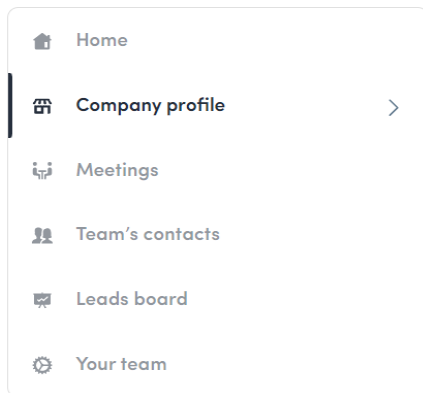 Home
Company profile
Meetings
Team's contacts
Leads board
Your team